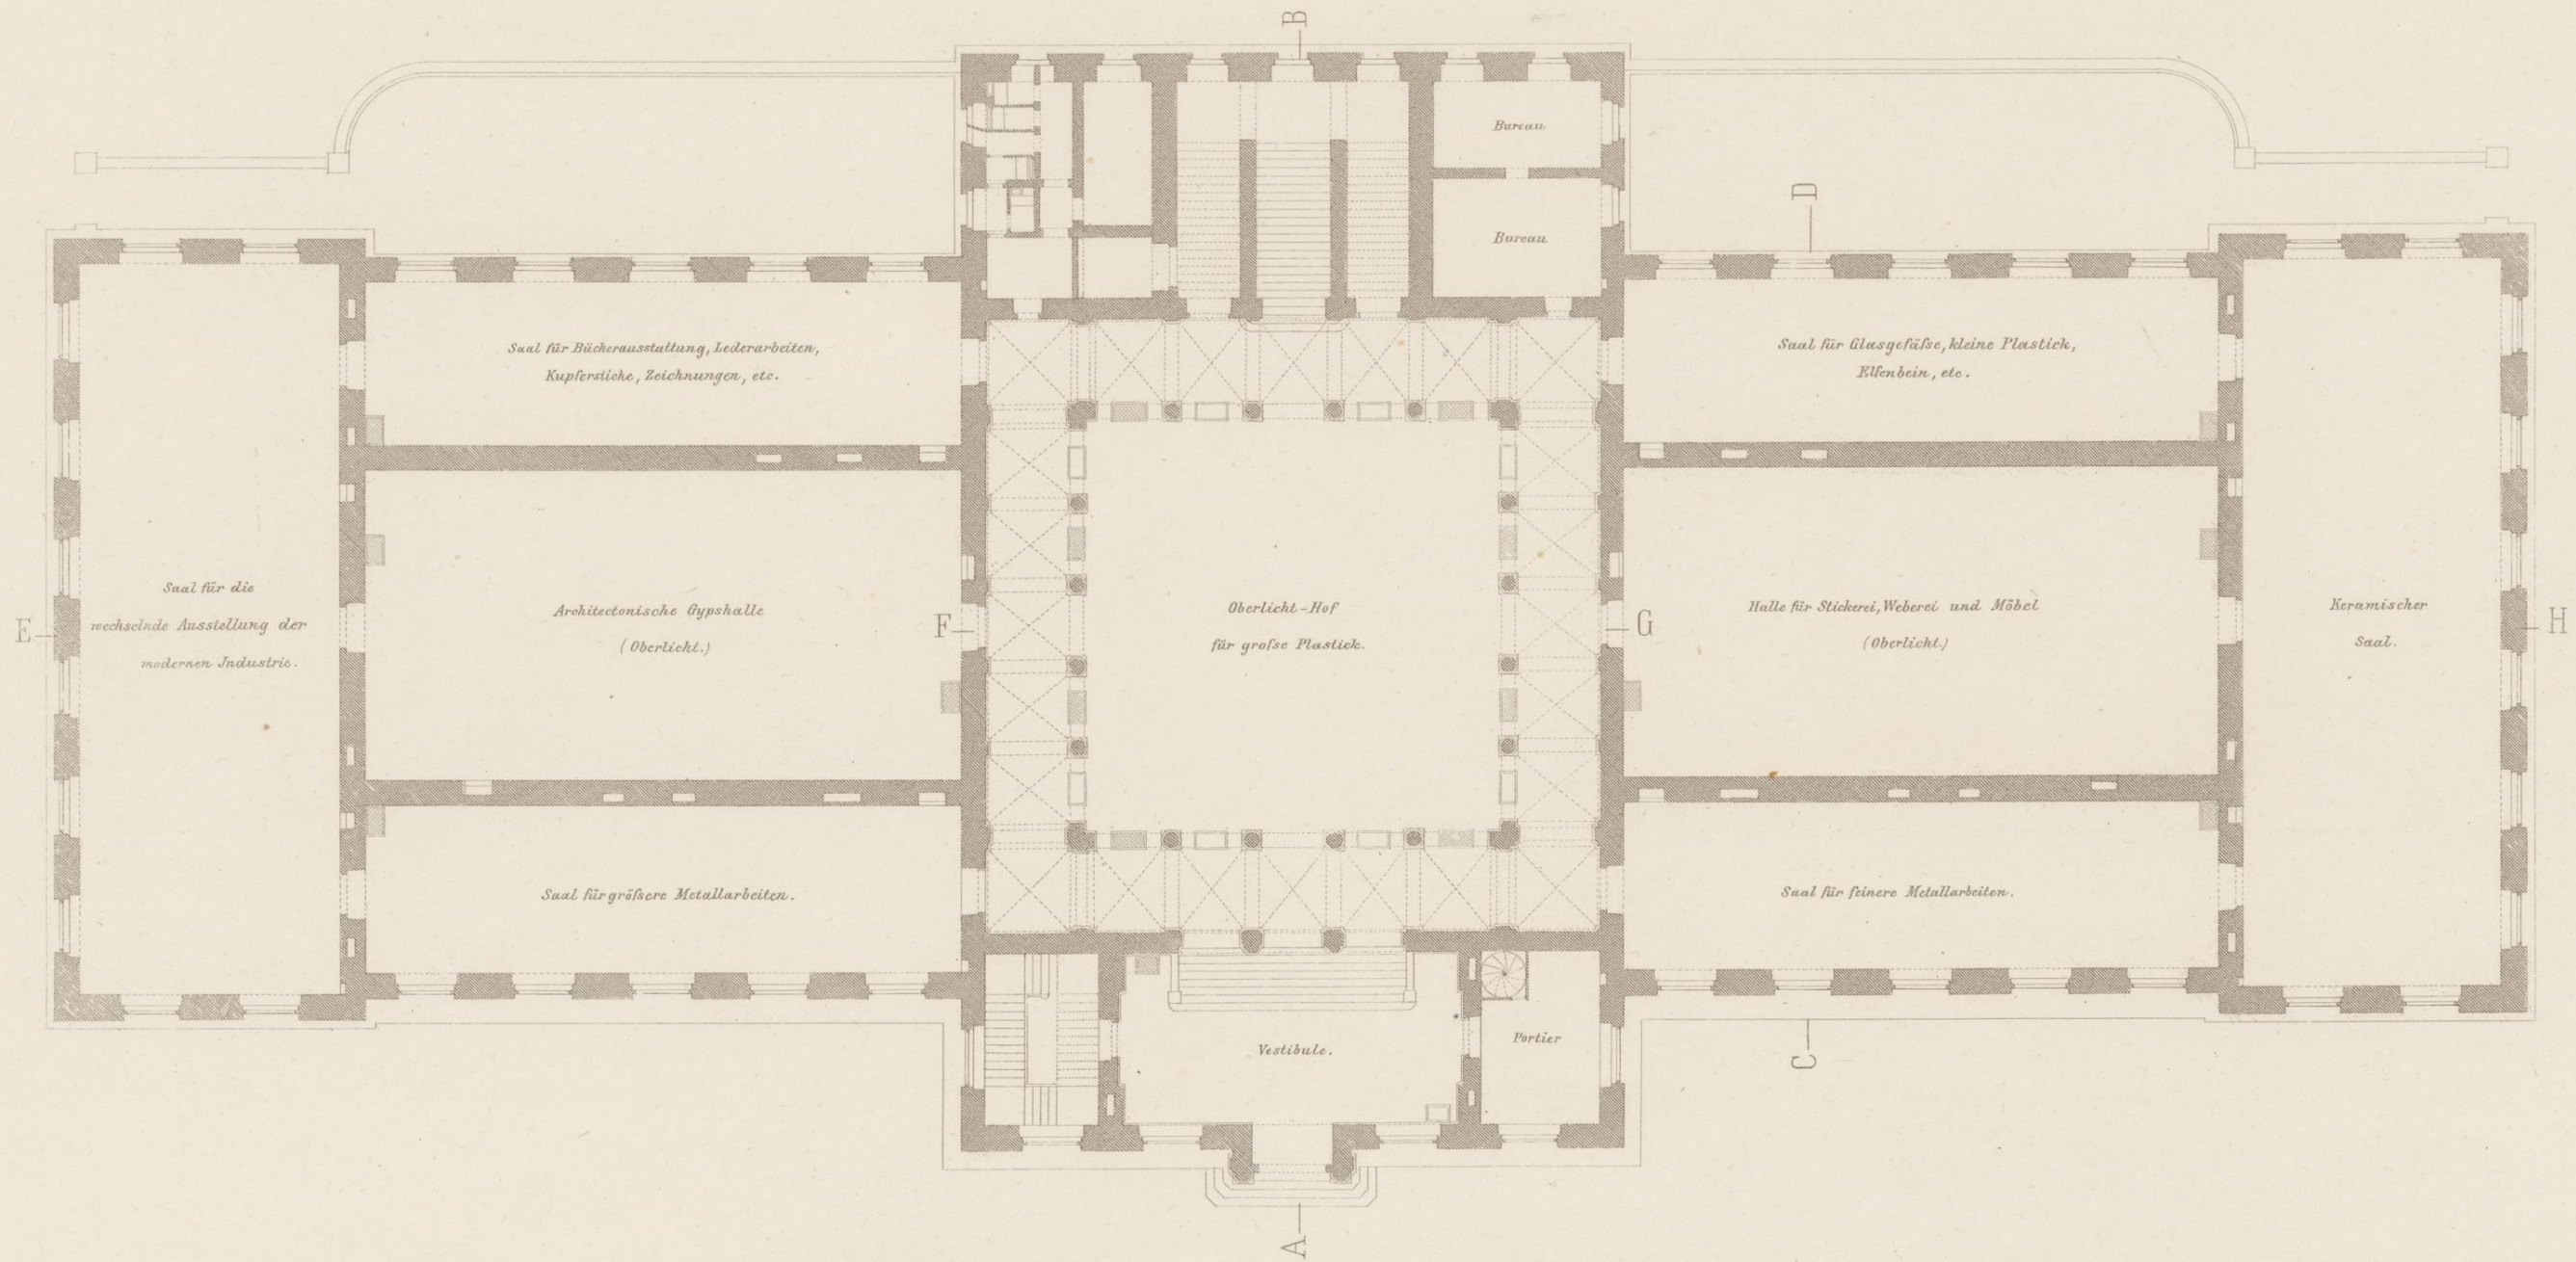 B
Bureau
D
Bureau
Saal für Bücherausstattung, Lederarbeiten,
Kupferstiche, Zeichnungen, etc.
Saal für Glasgefäſse, kleine Plastick,
Elfenbein, etc.
Saal für die
wechselnde Ausstellung der
modernen Industrie.
E
Architectonische Gypshalle
(Oberlicht.)
F
Oberlicht-Hof
für groſse Plastick.
G
Halle für Stickerei, Weberei und Möbel
(Oberlicht.)
Keramischer
Saal.
H
Saal für gröſsere Metallarbeiten.
Saal für feinere Metallarbeiten.
Vestibule.
Portier
C
A